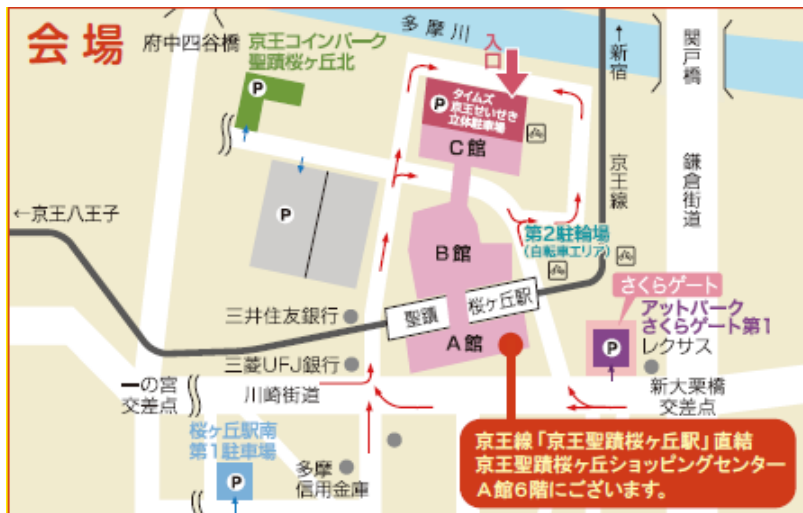 会場
府中四谷橋
京王コインパーク
聖蹟桜ヶ丘北
P
多摩川
入口
↑新宿
関戸橋
タイムズ
京王せいせき
立体駐車場
P
C館
京王線
鎌倉街道
←京王八王子
P
B館
第2駐輪場
(自転車エリア)
さくらゲート
アットパーク
さくらゲート第1
P
レクサス
三井住友銀行
聖蹟
桜ヶ丘駅
A館
三菱UFJ銀行
一の宮
交差点
川崎街道
新大栗橋
交差点
桜ヶ丘駅南
第1駐車場
P
多摩
信用金庫
京王線「京王聖蹟桜ヶ丘駅」直結
京王聖蹟桜ヶ丘ショッピングセンター
A館6階にございます。